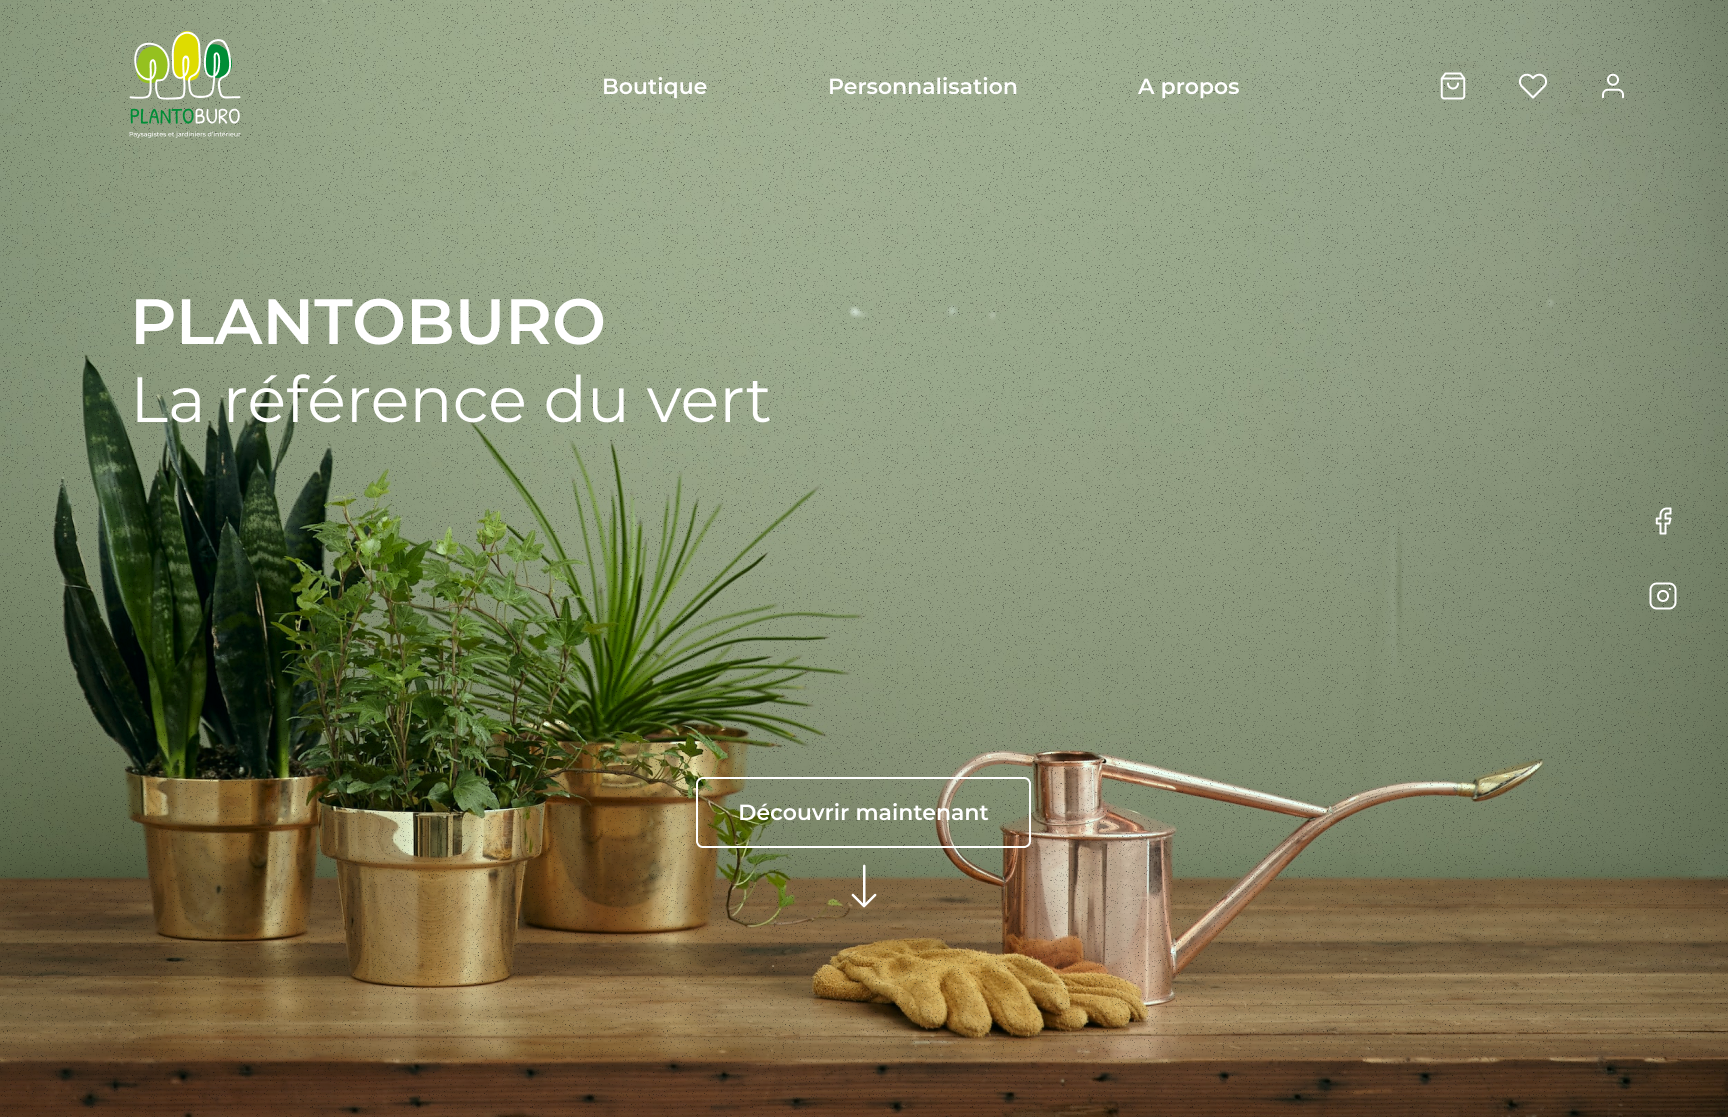 PLANTOBURO
Paysagistes et jardiniers d'intérieur
Boutique
Personnalisation
A propos
PLANTOBURO
La référence du vert
Découvrir maintenant